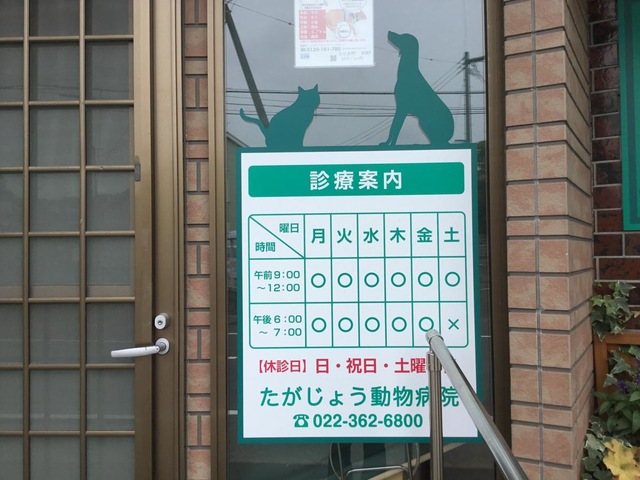 診療案内
曜日 時間 月 火 水 木 金 土
午前9:00 ～12:00 ○ ○ ○ ○ ○ ○
午後6:00 ～ 7:00 ○ ○ ○ ○ ○ ×
【休診日】日・祝日・土曜
たがじょう動物病院
☎022-362-6800